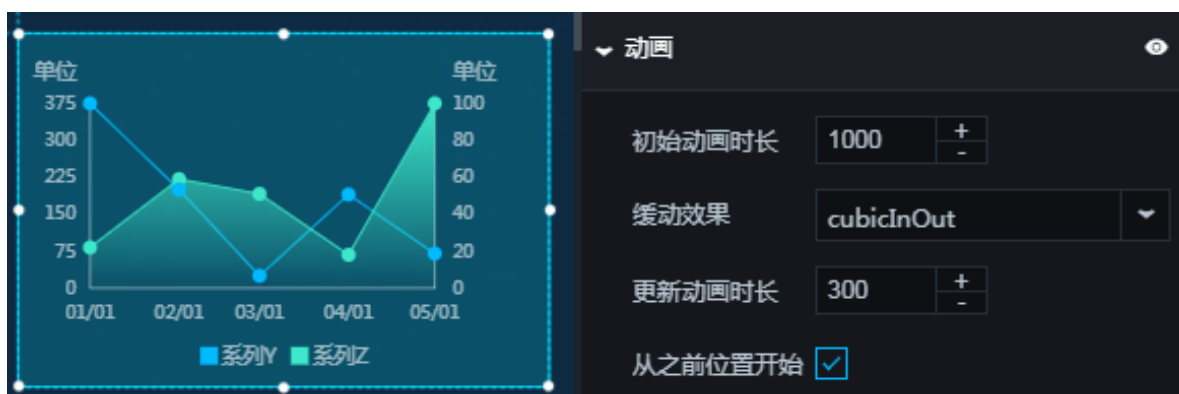 单位 单位
375 100
300 80
225 60
150 40
75 20
0 0
01/01 02/01 03/01 04/01 05/01
系列Y 系列Z
动画
初始动画时长 1000 + -
缓动效果 cubicInOut
更新动画时长 300 + -
从之前位置开始